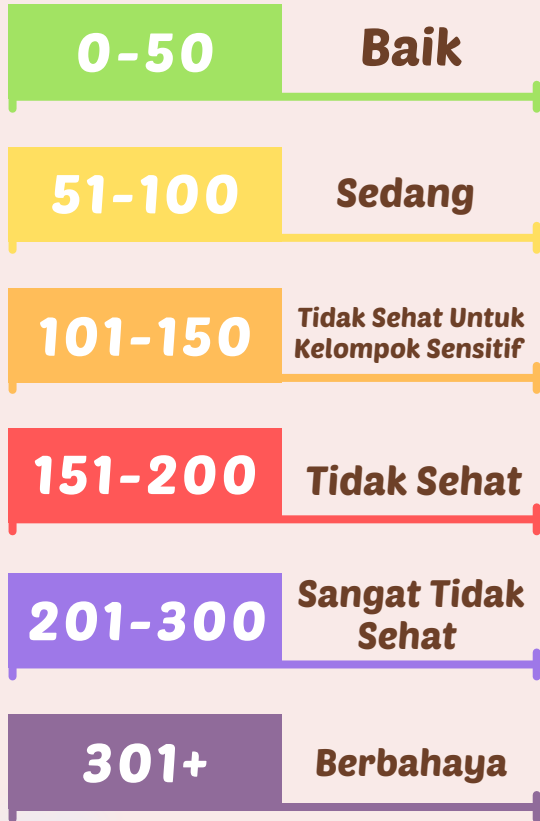 0-50
Baik
51-100
Sedang
101-150
Tidak Sehat Untuk
Kelompok Sensitif
151-200
Tidak Sehat
201-300
Sangat Tidak
Sehat
301+
Berbahaya